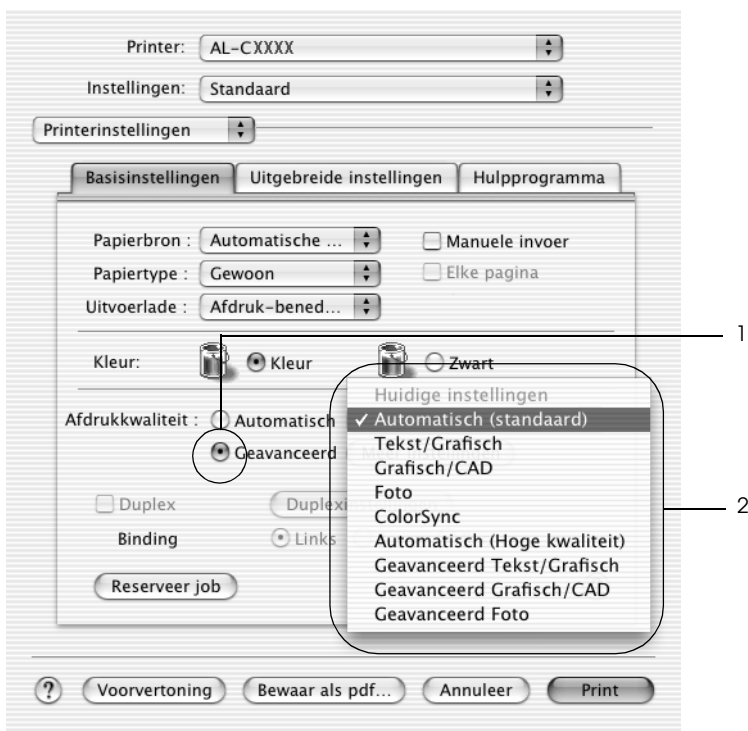 Printer: AL-CXXXX
Instellingen: Standaard
Printerinstellingen
Basisinstellingen Uitgebreide instellingen Hulpprogramma
Papierbron : Automatische ... Manuele invoer
Papiertype : Gewoon Elke pagina
Uitvoerlade : Afdruk-bened...
1
Kleur: Kleur Zwart
Huidige instellingen
Afdrukkwaliteit : Automatisch ✓ Automatisch (standaard)
Tekst/Grafisch
Geavanceerd
Grafisch/CAD
Foto
Duplex
2
ColorSync
Binding Links
Automatisch (Hoge kwaliteit)
Geavanceerd Tekst/Grafisch
Reserveer job
Geavanceerd Grafisch/CAD
Geavanceerd Foto
? Voorvertoning Bewaar als pdf... Annuleer Print